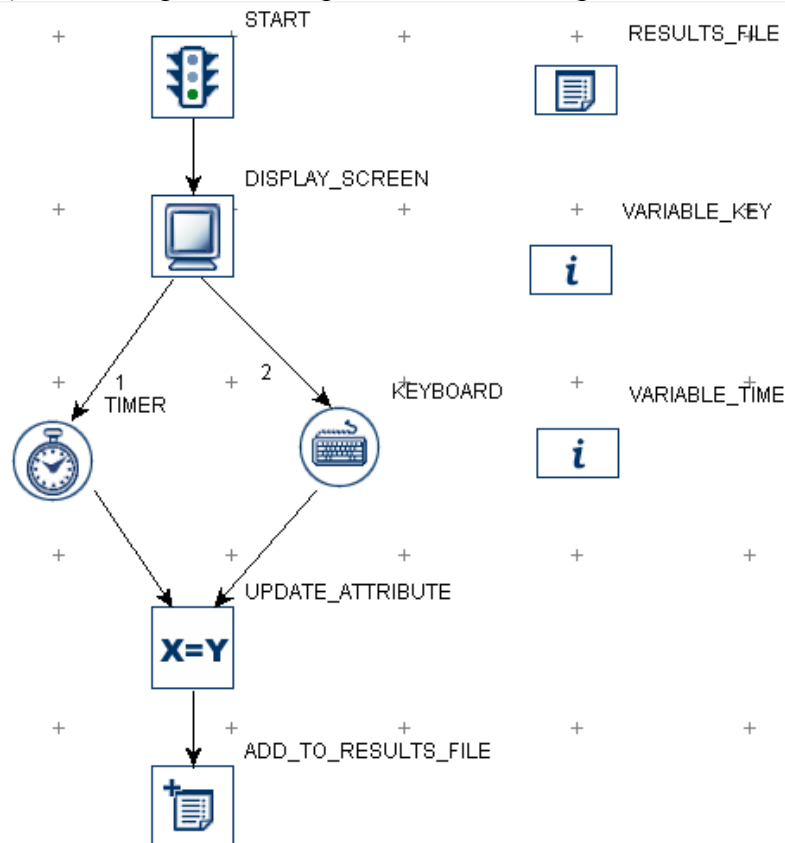 START
RESULTS_FILE
DISPLAY_SCREEN
VARIABLE_KEY
i
1
2
TIMER
KEYBOARD
VARIABLE_TIME
i
UPDATE_ATTRIBUTE
X=Y
ADD_TO_RESULTS_FILE